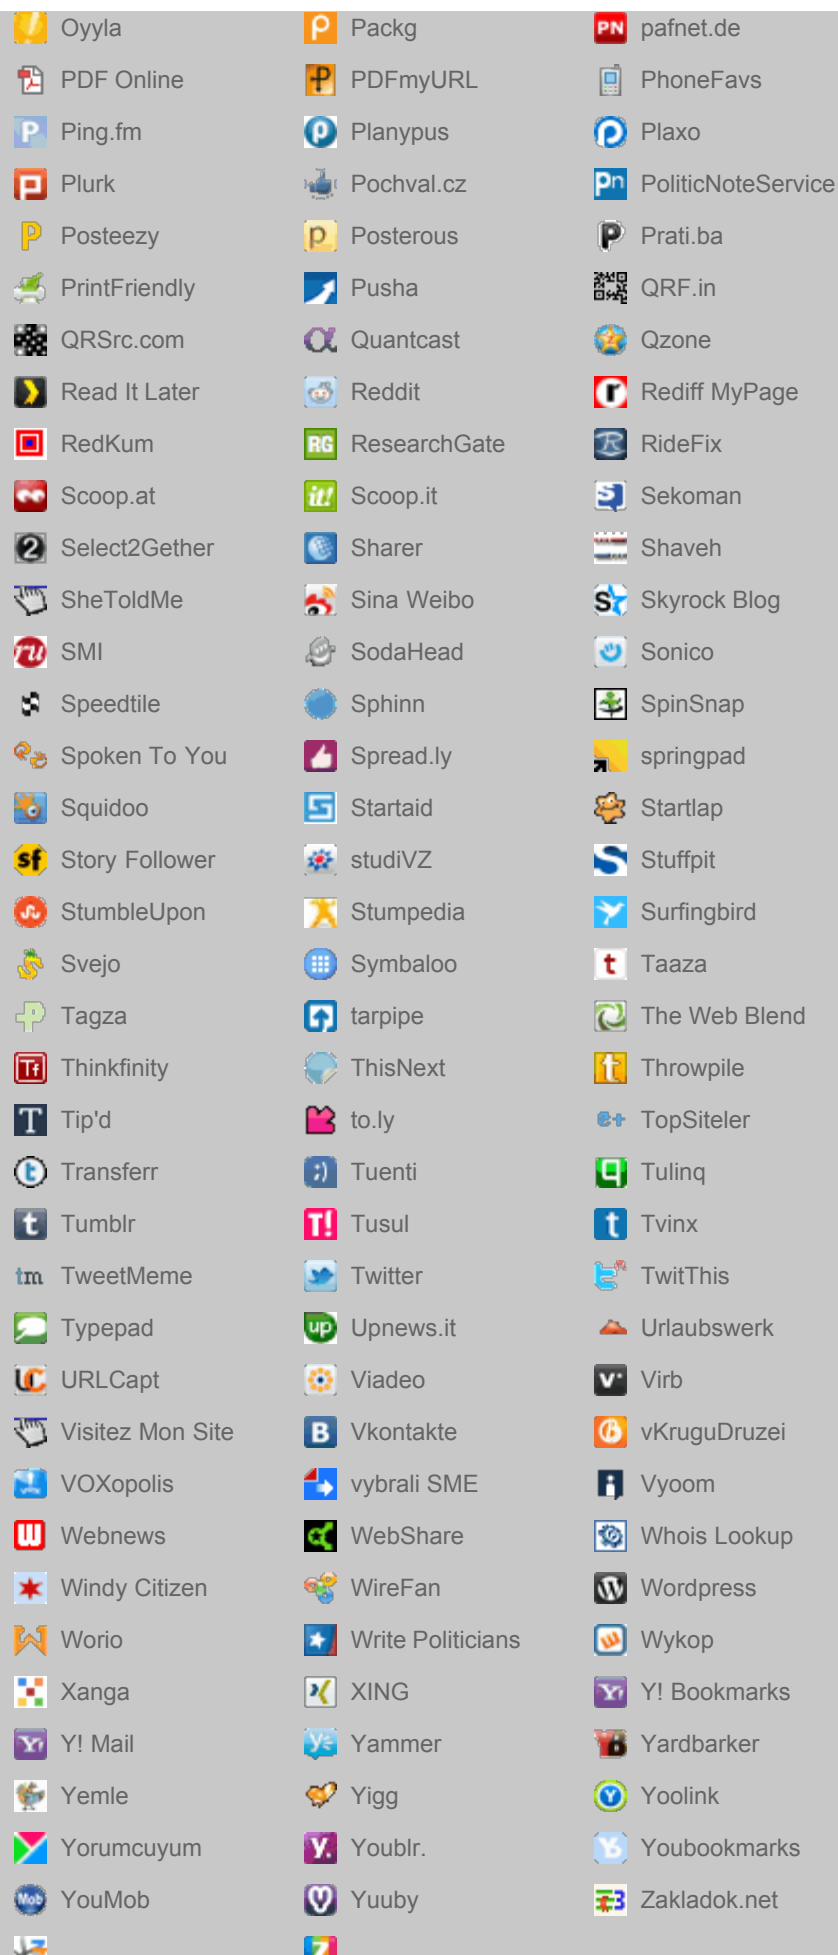 Oyyla Packg pafnet.de
PDF Online PDFmyURL PhoneFavs
Ping.fm Planypus Plaxo
Plurk Pochval.cz PoliticNoteService
Posteezy Posterous Prati.ba
PrintFriendly Pusha QRF.in
QRSrc.com Quantcast Qzone
Read It Later Reddit Rediff MyPage
RedKum ResearchGate RideFix
Scoop.at Scoop.it Sekoman
Select2Gether Sharer Shaveh
SheToldMe Sina Weibo Skyrock Blog
SMI SodaHead Sonico
Speedtile Sphinn SpinSnap
Spoken To You Spread.ly springpad
Squidoo Startaid Startlap
Story Follower studiVZ Stuffpit
StumbleUpon Stumpedia Surfingbird
Svejo Symbaloo Taaza
Tagza tarpipe The Web Blend
Thinkfinity ThisNext Throwpile
Tip'd to.ly TopSiteler
Transferr Tuenti Tulinq
Tumblr Tusul Tvinx
TweetMeme Twitter TwitThis
Typepad Upnews.it Urlaubswerk
URLCapt Viadeo Virb
Visitez Mon Site Vkontakte vKruguDruzei
VOXopolis vybrali SME Vyoom
Webnews WebShare Whois Lookup
Windy Citizen WireFan Wordpress
Worio Write Politicians Wykop
Xanga XING Y! Bookmarks
Y! Mail Yammer Yardbarker
Yemle Yigg Yoolink
Yorumcuyum Youblr. Youbookmarks
YouMob Yuuby Zakladok.net